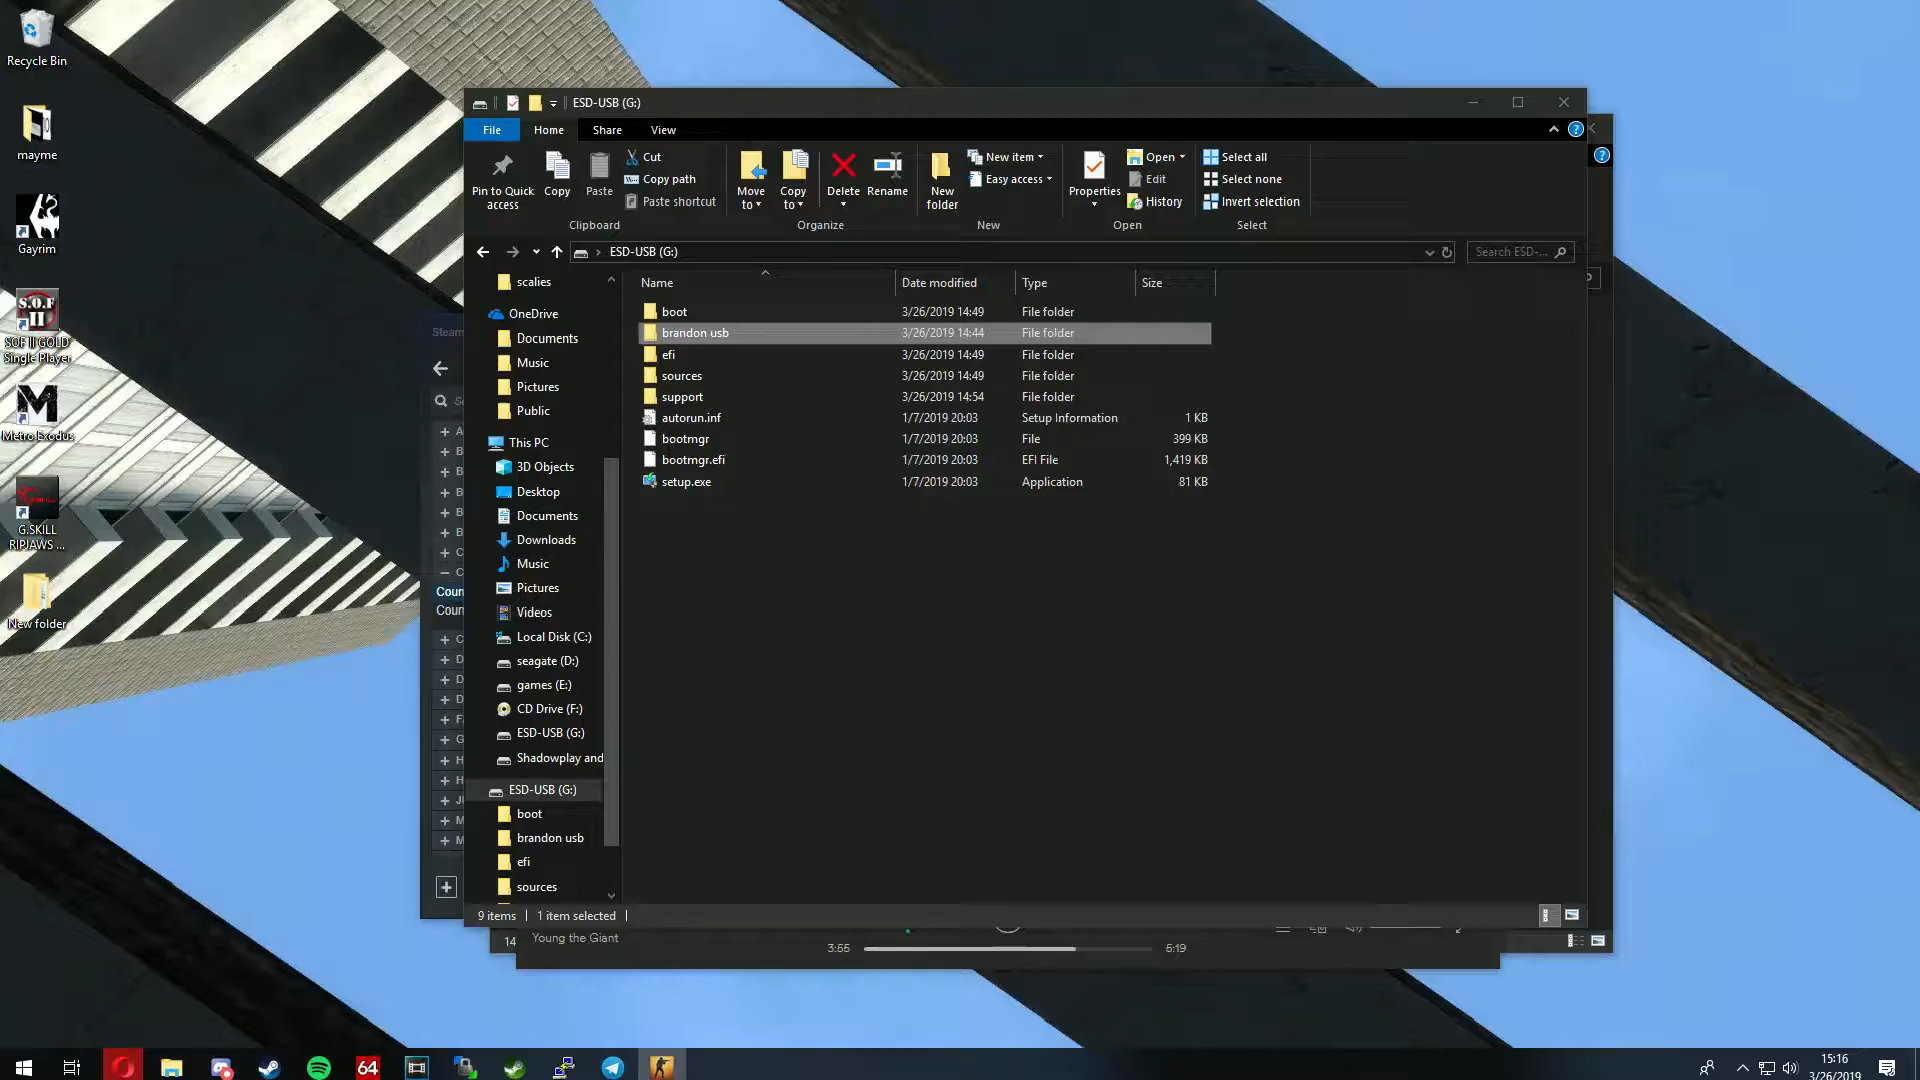 Recycle Bin
mayme
Gayrim
S.O.F
II
SOF II GOLD
Single Player
Metro Exodus
G.SKILL
RIPJAWS ...
New folder
ESD-USB (G:)
File
Home
Share
View
Pin to Quick
access
Copy
Paste
Cut
Copy path
Paste shortcut
Clipboard
Move
to
Copy
to
Delete
Rename
Organize
New
folder
New item
Easy access
New
Properties
Open
Edit
History
Open
Select all
Select none
Invert selection
Select
ESD-USB (G:)
Search ESD-...
scalies
OneDrive
Documents
Music
Pictures
Public
This PC
3D Objects
Desktop
Documents
Downloads
Music
Pictures
Videos
Local Disk (C:)
seagate (D:)
games (E:)
CD Drive (F:)
ESD-USB (G:)
Shadowplay and
ESD-USB (G:)
boot
brandon usb
efi
sources
Name Date modified Type Size
boot 3/26/2019 14:49 File folder
brandon usb 3/26/2019 14:44 File folder
efi 3/26/2019 14:49 File folder
sources 3/26/2019 14:49 File folder
support 3/26/2019 14:54 File folder
autorun.inf 1/7/2019 20:03 Setup Information 1 KB
bootmgr 1/7/2019 20:03 File 399 KB
bootmgr.efi 1/7/2019 20:03 EFI File 1,419 KB
setup.exe 1/7/2019 20:03 Application 81 KB
9 items 1 item selected
Steam
Coun
Coun
14
Young the Giant
3:55
5:19
64
15:16
3/26/2019